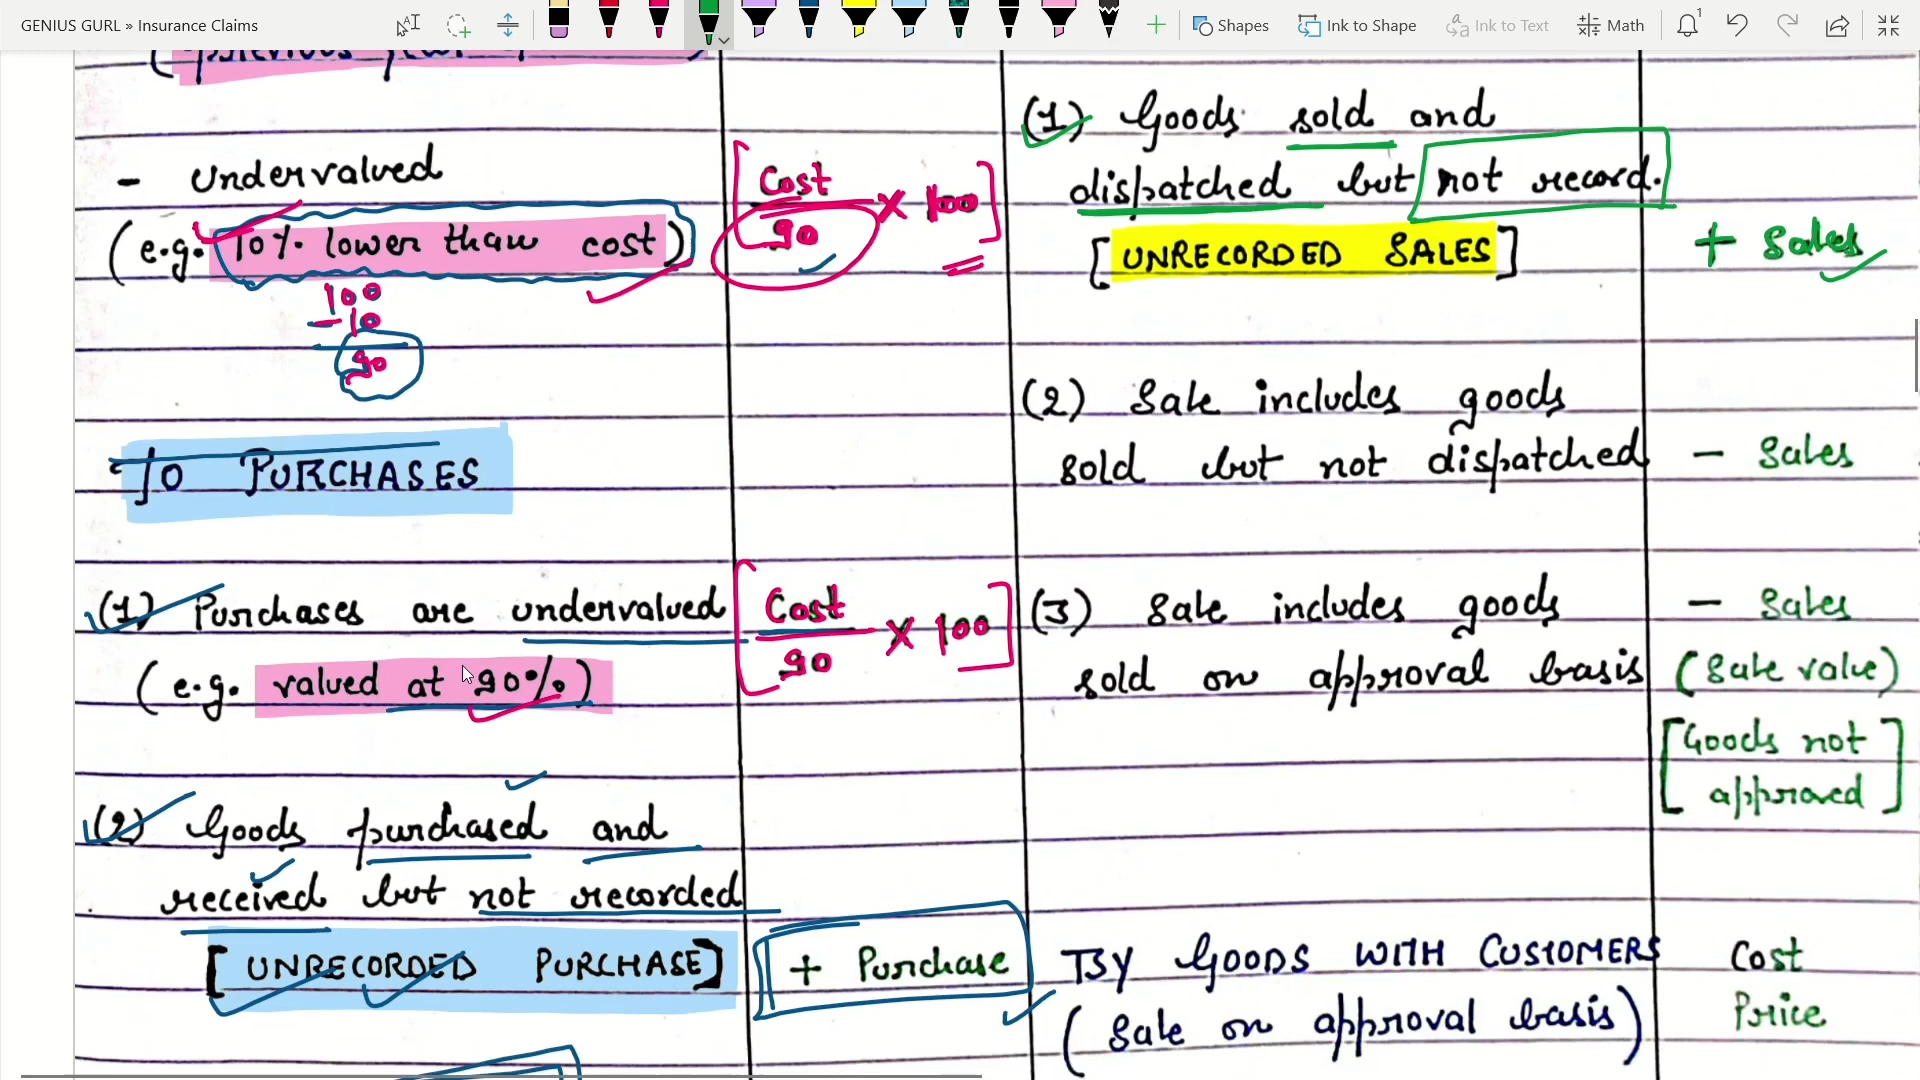 GENIUS GURL » Insurance Claims
Shapes
Ink to Shape
Ink to Text
Math
1
- Undervalued
(e.g. 10% lower than cost)
100
- 10
90
[Cost/90 × 100]
To PURCHASES
(1) Purchases are undervalued
(e.g. valued at 90%)
[Cost/90 × 100]
(2) Goods purchased and
received but not recorded
[UNRECORDED PURCHASE]
+ Purchase
(1) Goods sold and
dispatched but not record.
[UNRECORDED SALES]
+ Sales
(2) Sale includes goods
sold but not dispatched
- Sales
(3) Sale includes goods
sold on approval basis
- Sales
(Sale value)
[Goods not
approved]
By GOODS WITH CUSTOMERS
(Sale on approval basis)
Cost
Price